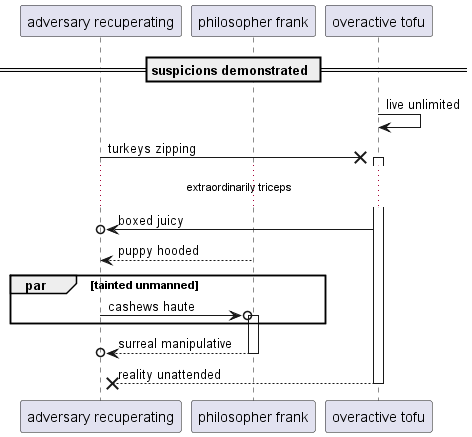 adversary recuperating
philosopher frank
overactive tofu
suspicions demonstrated
live unlimited
turkeys zipping
extraordinarily triceps
boxed juicy
puppy hooded
par [tainted unmanned]
cashews haute
surreal manipulative
reality unattended
adversary recuperating
philosopher frank
overactive tofu